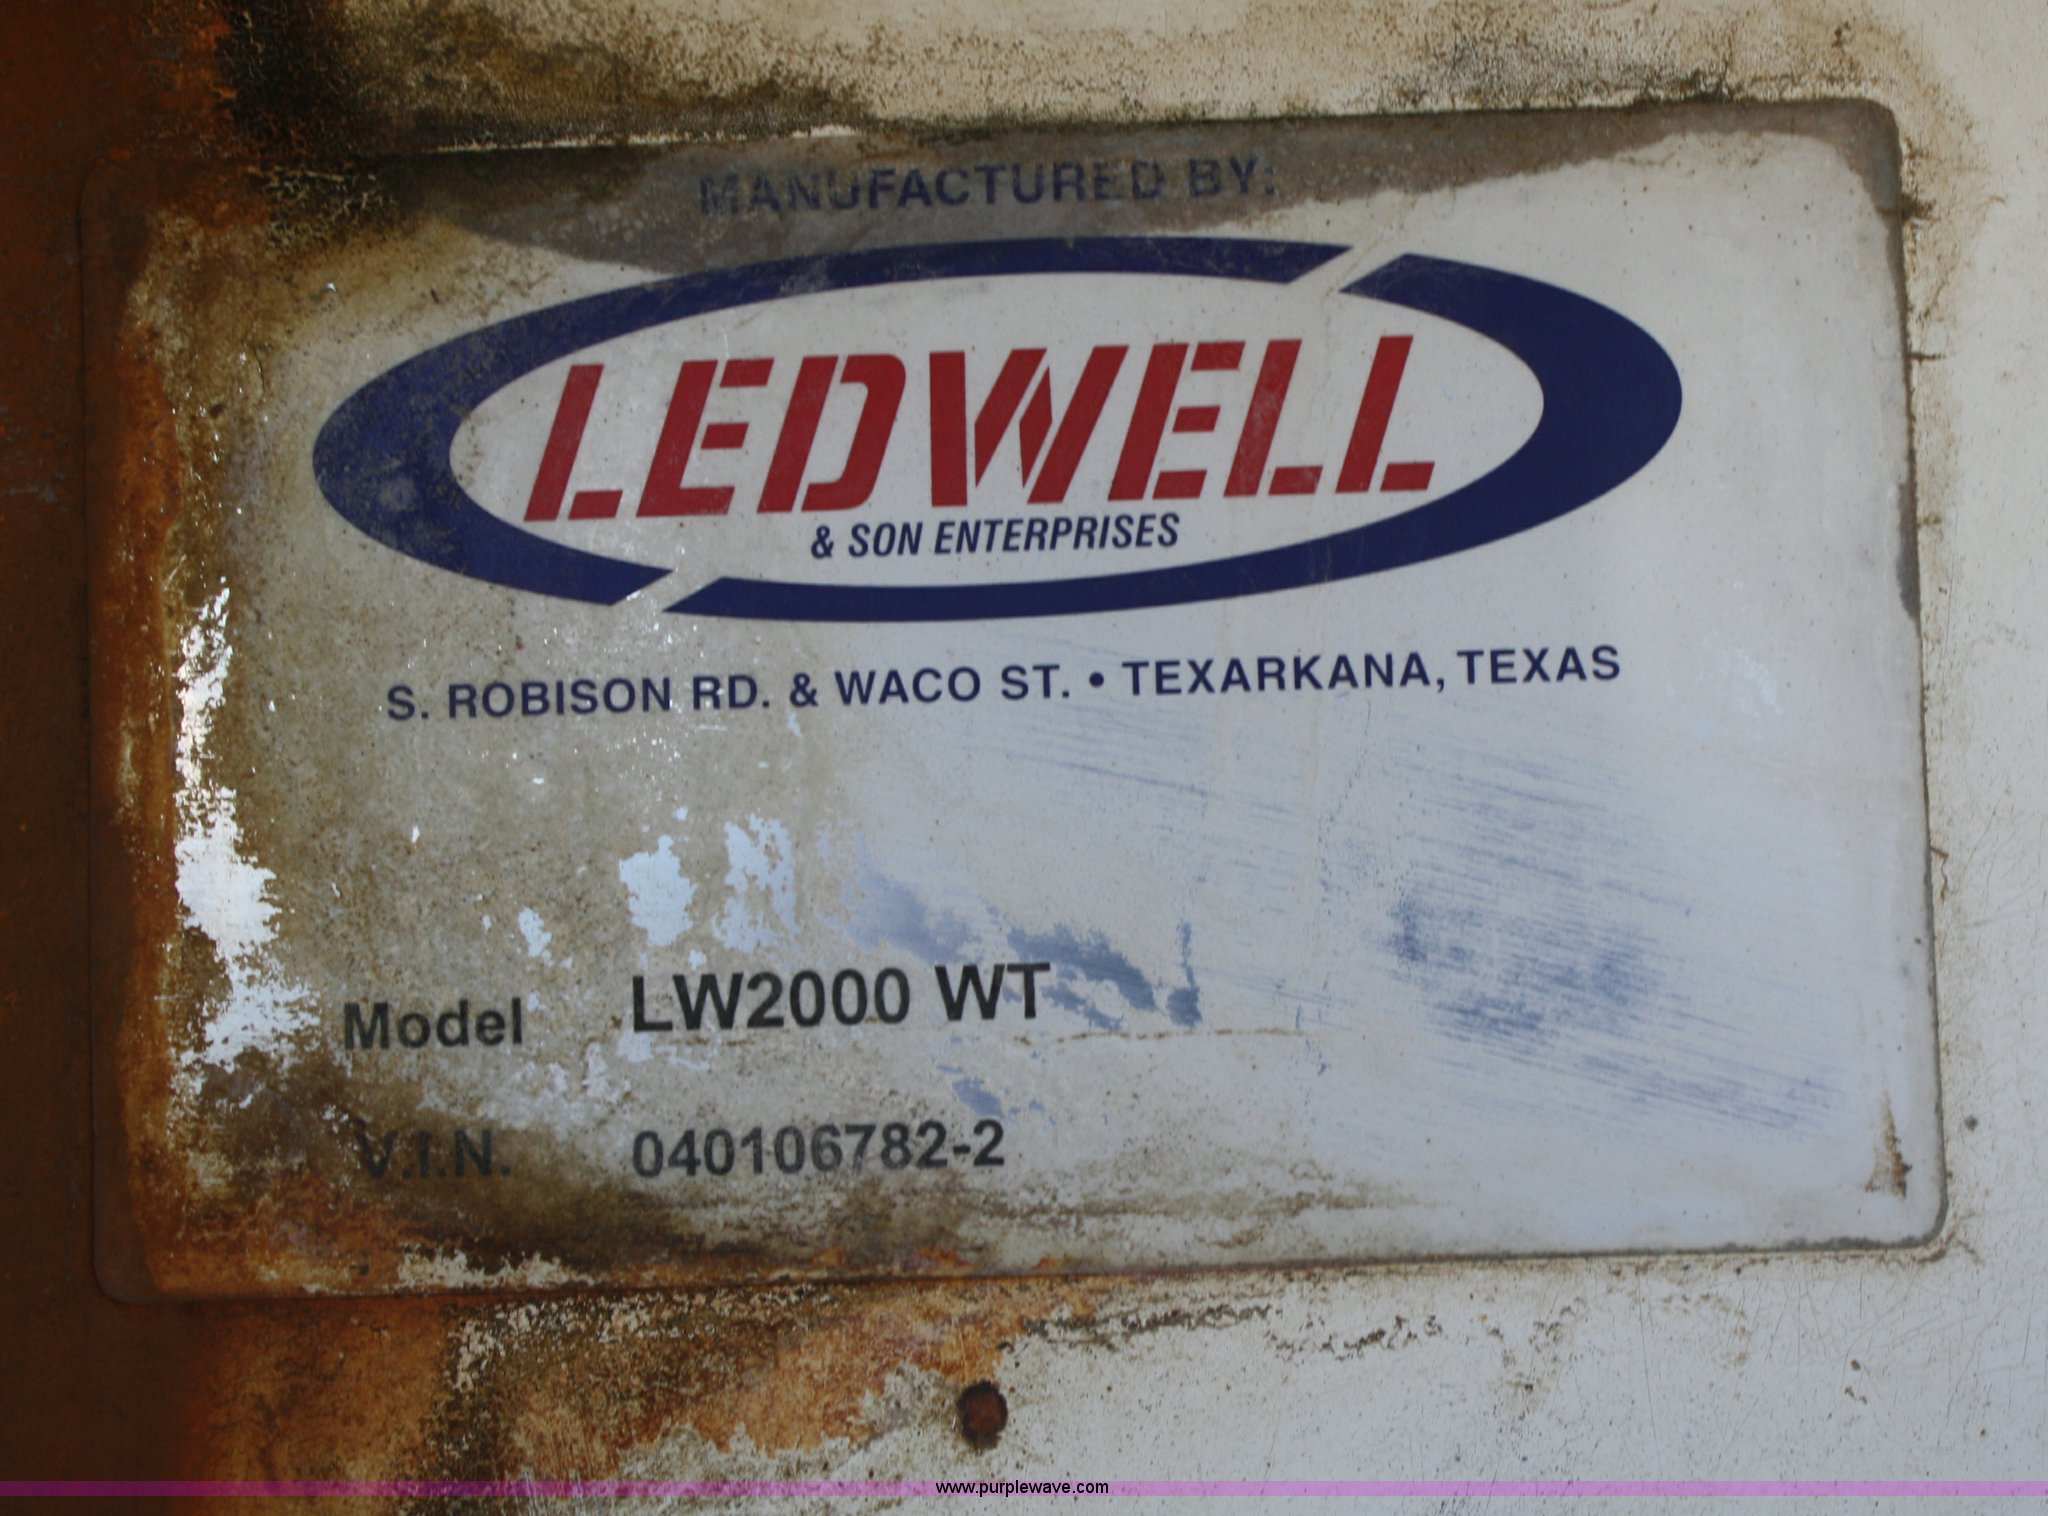 MANUFACTURED BY:
LEDWELL
& SON ENTERPRISES
S. ROBISON RD. & WACO ST. • TEXARKANA, TEXAS
Model LW2000 WT
V.I.N. 040106782-2
www.purplewave.com